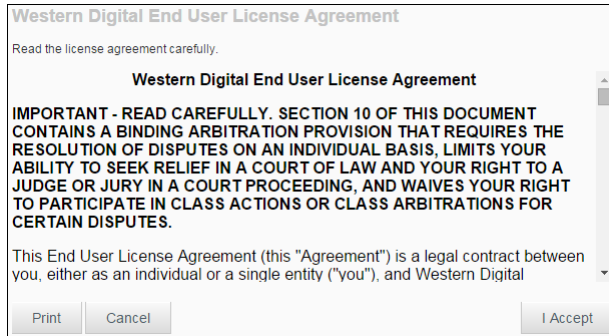 Western Digital End User License Agreement
Read the license agreement carefully.
Western Digital End User License Agreement
IMPORTANT - READ CAREFULLY. SECTION 10 OF THIS DOCUMENT
CONTAINS A BINDING ARBITRATION PROVISION THAT REQUIRES THE
RESOLUTION OF DISPUTES ON AN INDIVIDUAL BASIS, LIMITS YOUR
ABILITY TO SEEK RELIEF IN A COURT OF LAW AND YOUR RIGHT TO A
JUDGE OR JURY IN A COURT PROCEEDING, AND WAIVES YOUR RIGHT
TO PARTICIPATE IN CLASS ACTIONS OR CLASS ARBITRATIONS FOR
CERTAIN DISPUTES.
This End User License Agreement (this "Agreement") is a legal contract between
you, either as an individual or a single entity ("you"), and Western Digital
Print Cancel I Accept